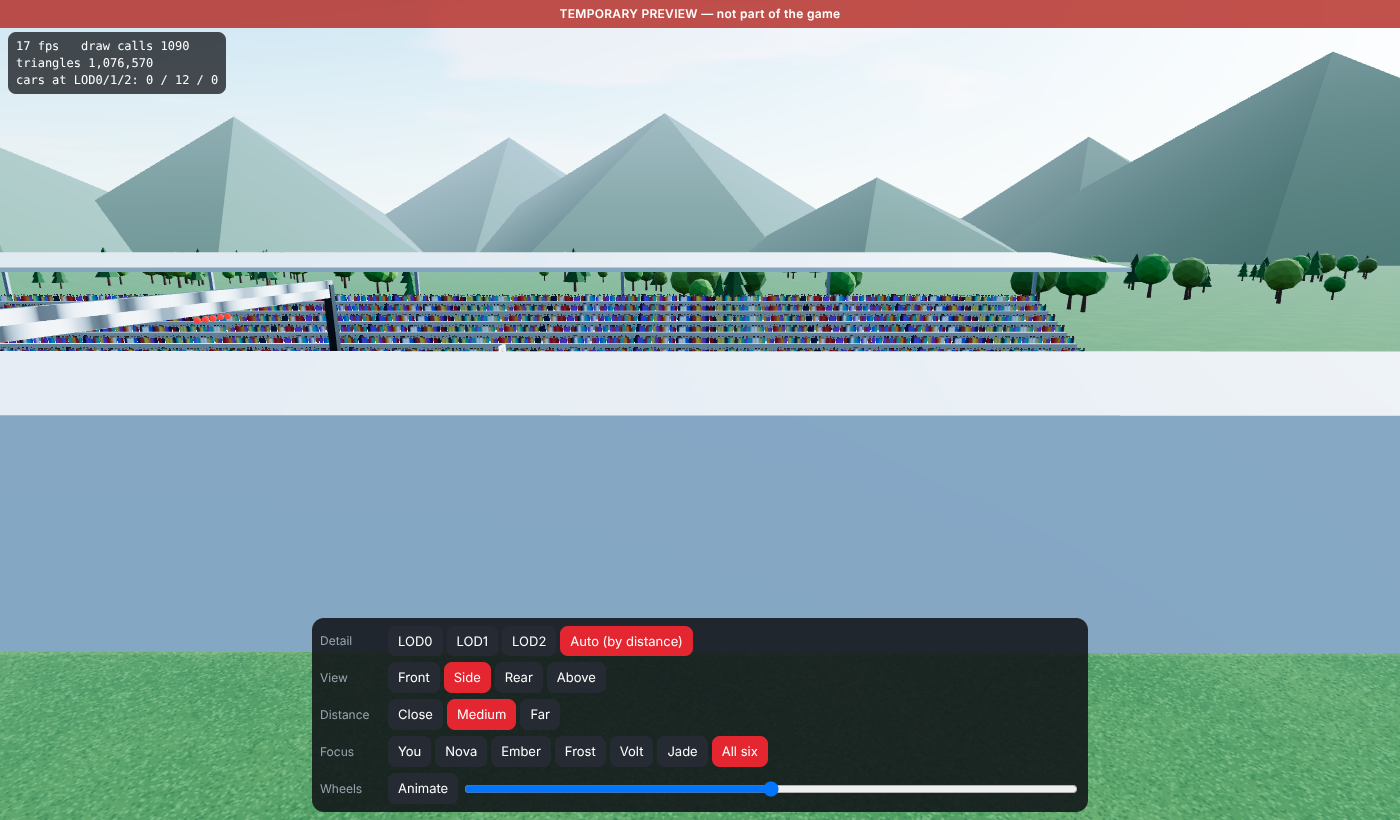 TEMPORARY PREVIEW — not part of the game
17 fps   draw calls 1090
triangles 1,076,570
cars at LOD0/1/2: 0 / 12 / 0
Detail LOD0 LOD1 LOD2 Auto (by distance)
View Front Side Rear Above
Distance Close Medium Far
Focus You Nova Ember Frost Volt Jade All six
Wheels Animate